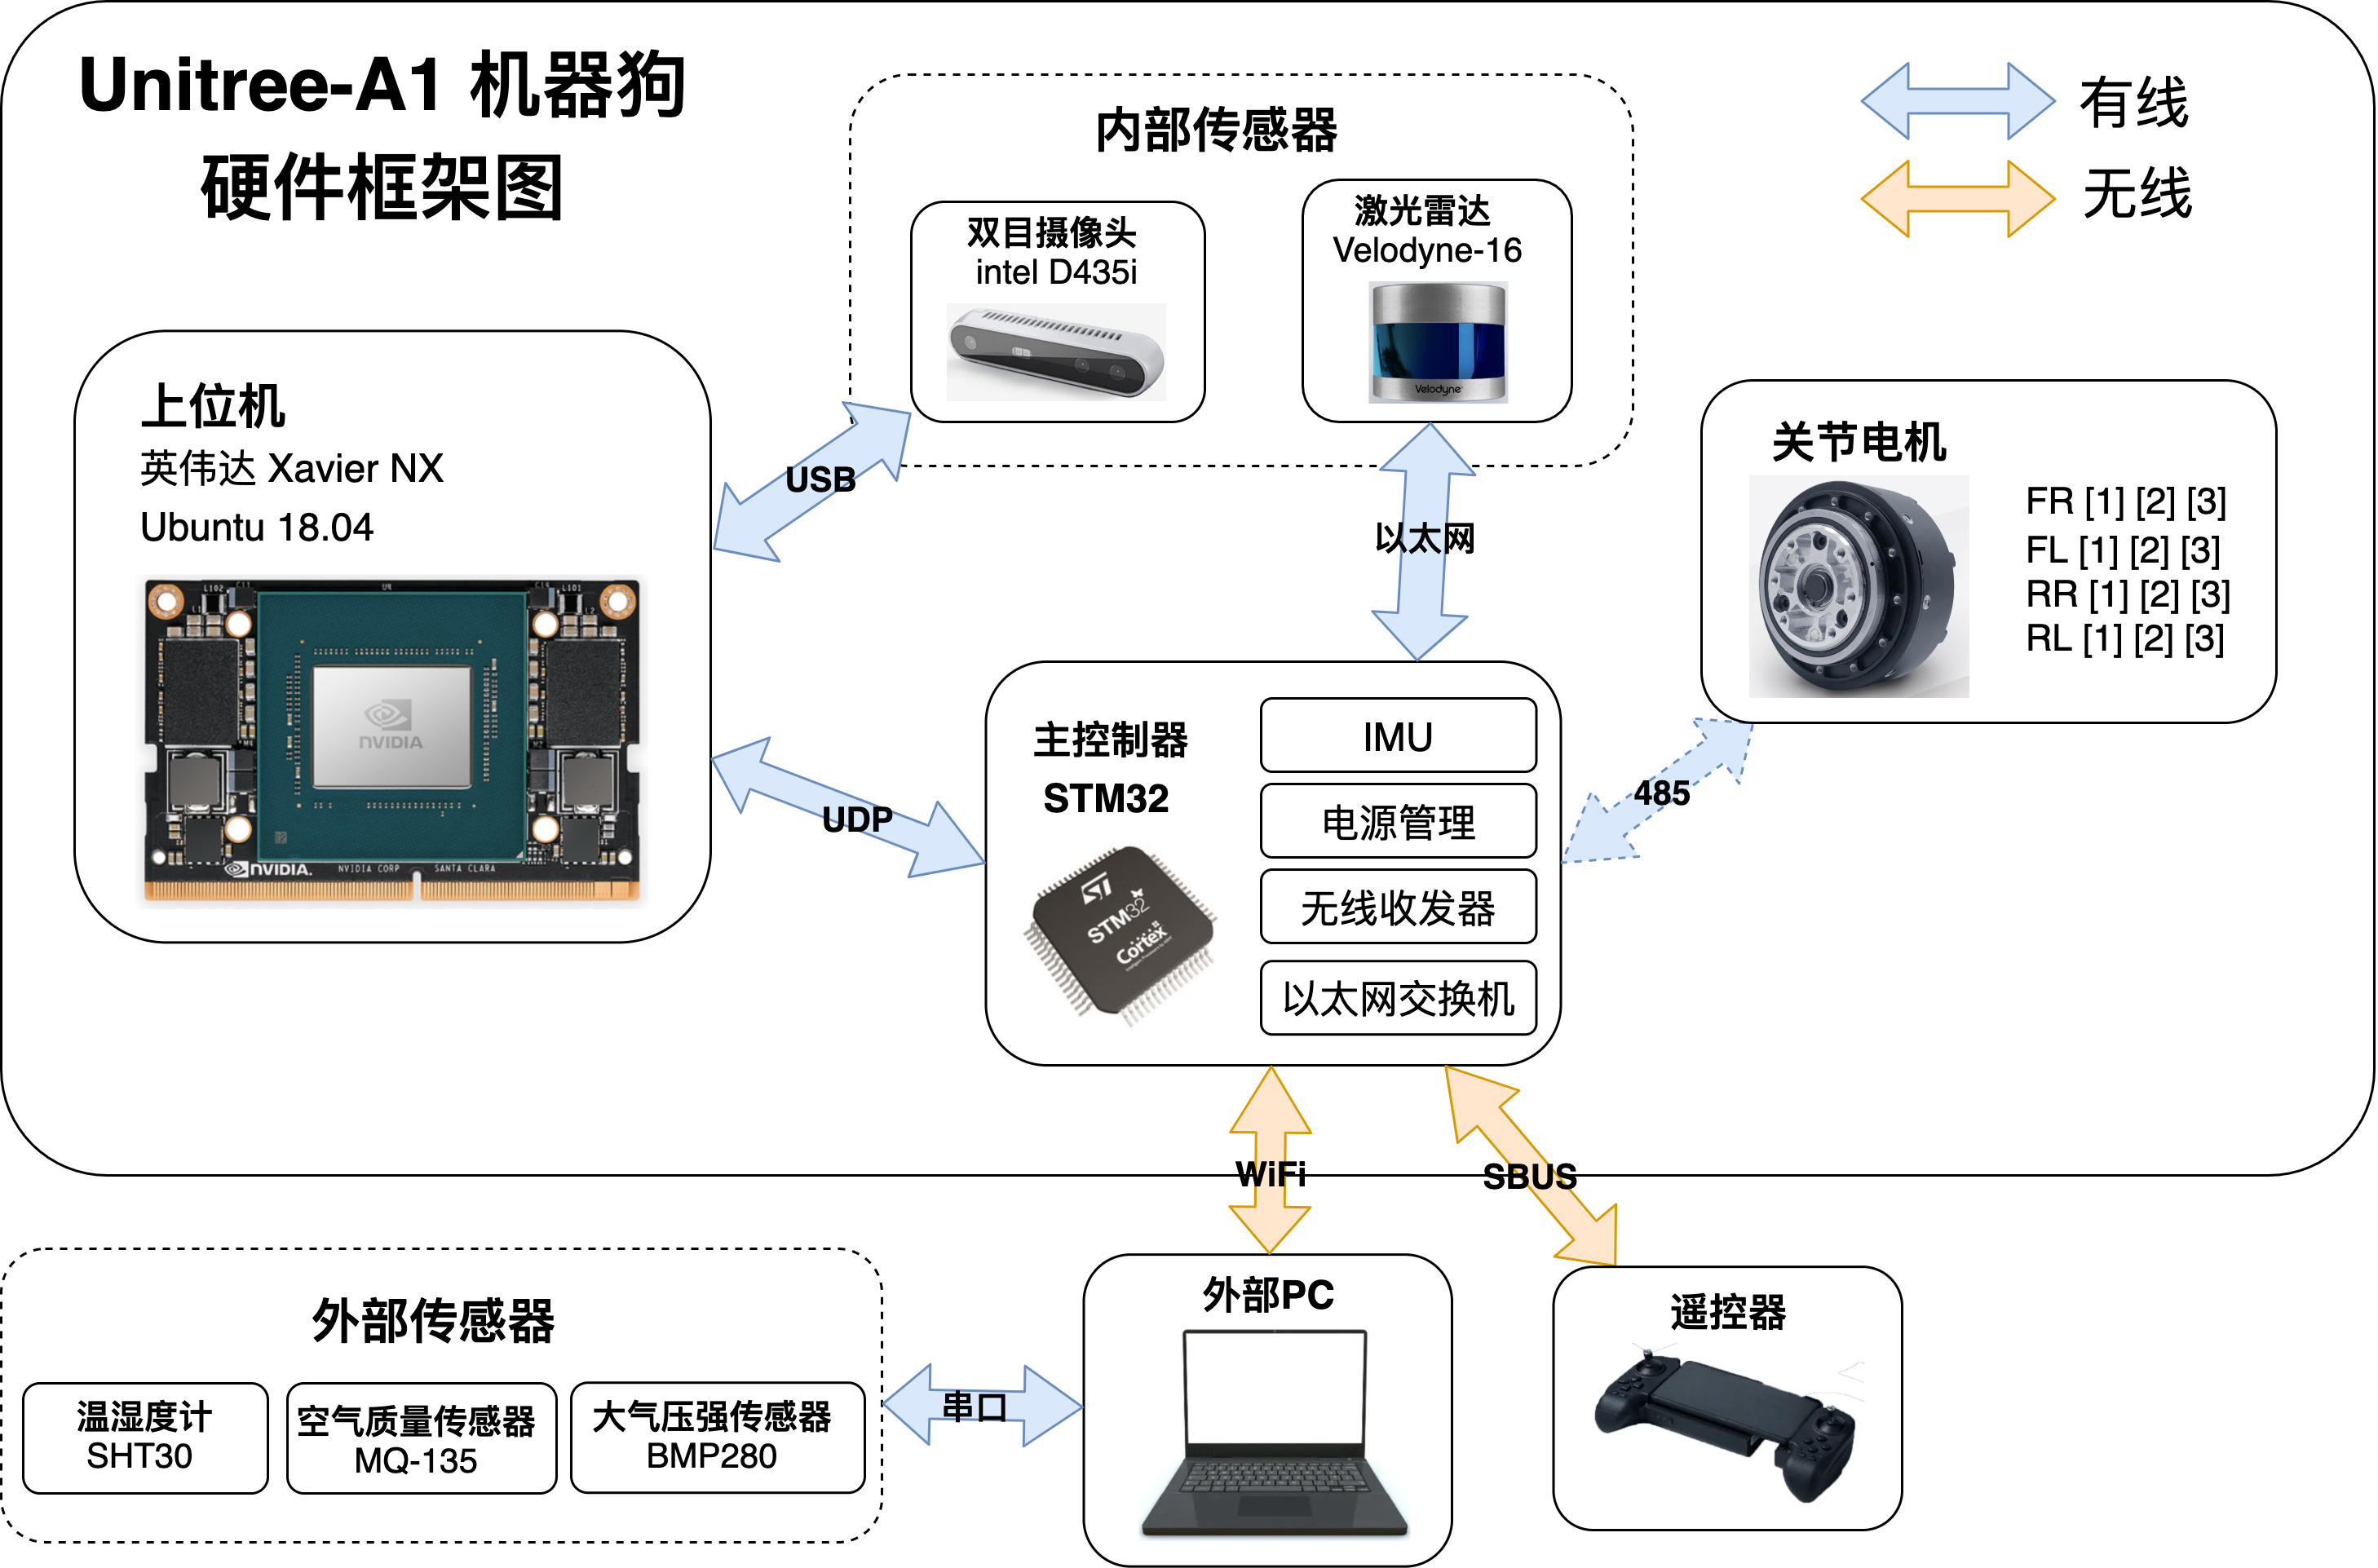 Unitree-A1 机器狗
硬件框架图
有线
无线
内部传感器
双目摄像头
intel D435i
激光雷达
Velodyne-16
Velodyne
上位机
英伟达 Xavier NX
Ubuntu 18.04
NVIDIA
NVIDIA.
NVIDIA CORP
SANTA CLARA
USB
以太网
关节电机
FR [1] [2] [3]
FL [1] [2] [3]
RR [1] [2] [3]
RL [1] [2] [3]
UDP
主控制器
STM32
STM32
Cortex
IMU
电源管理
无线收发器
以太网交换机
485
WiFi
SBUS
外部传感器
温湿度计
SHT30
空气质量传感器
MQ-135
大气压强传感器
BMP280
串口
外部PC
遥控器